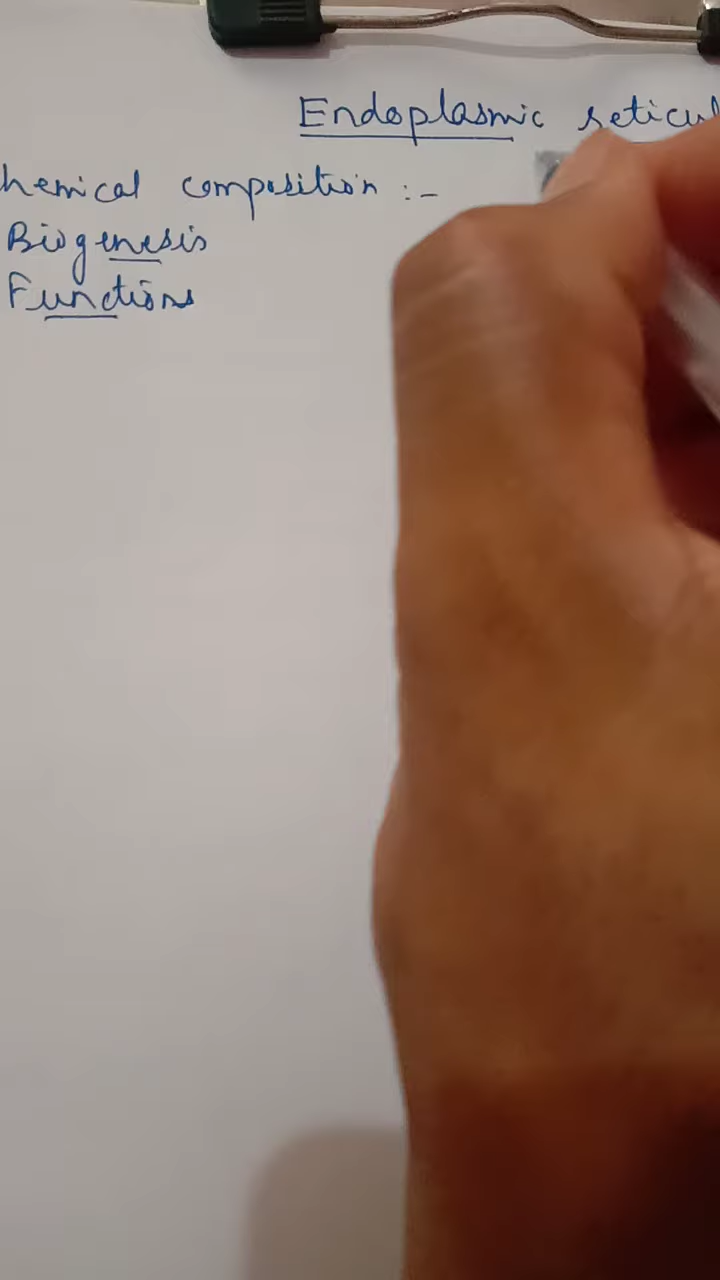 Endoplasmic reticul
hemical composition :-
Biogenesis
Functions